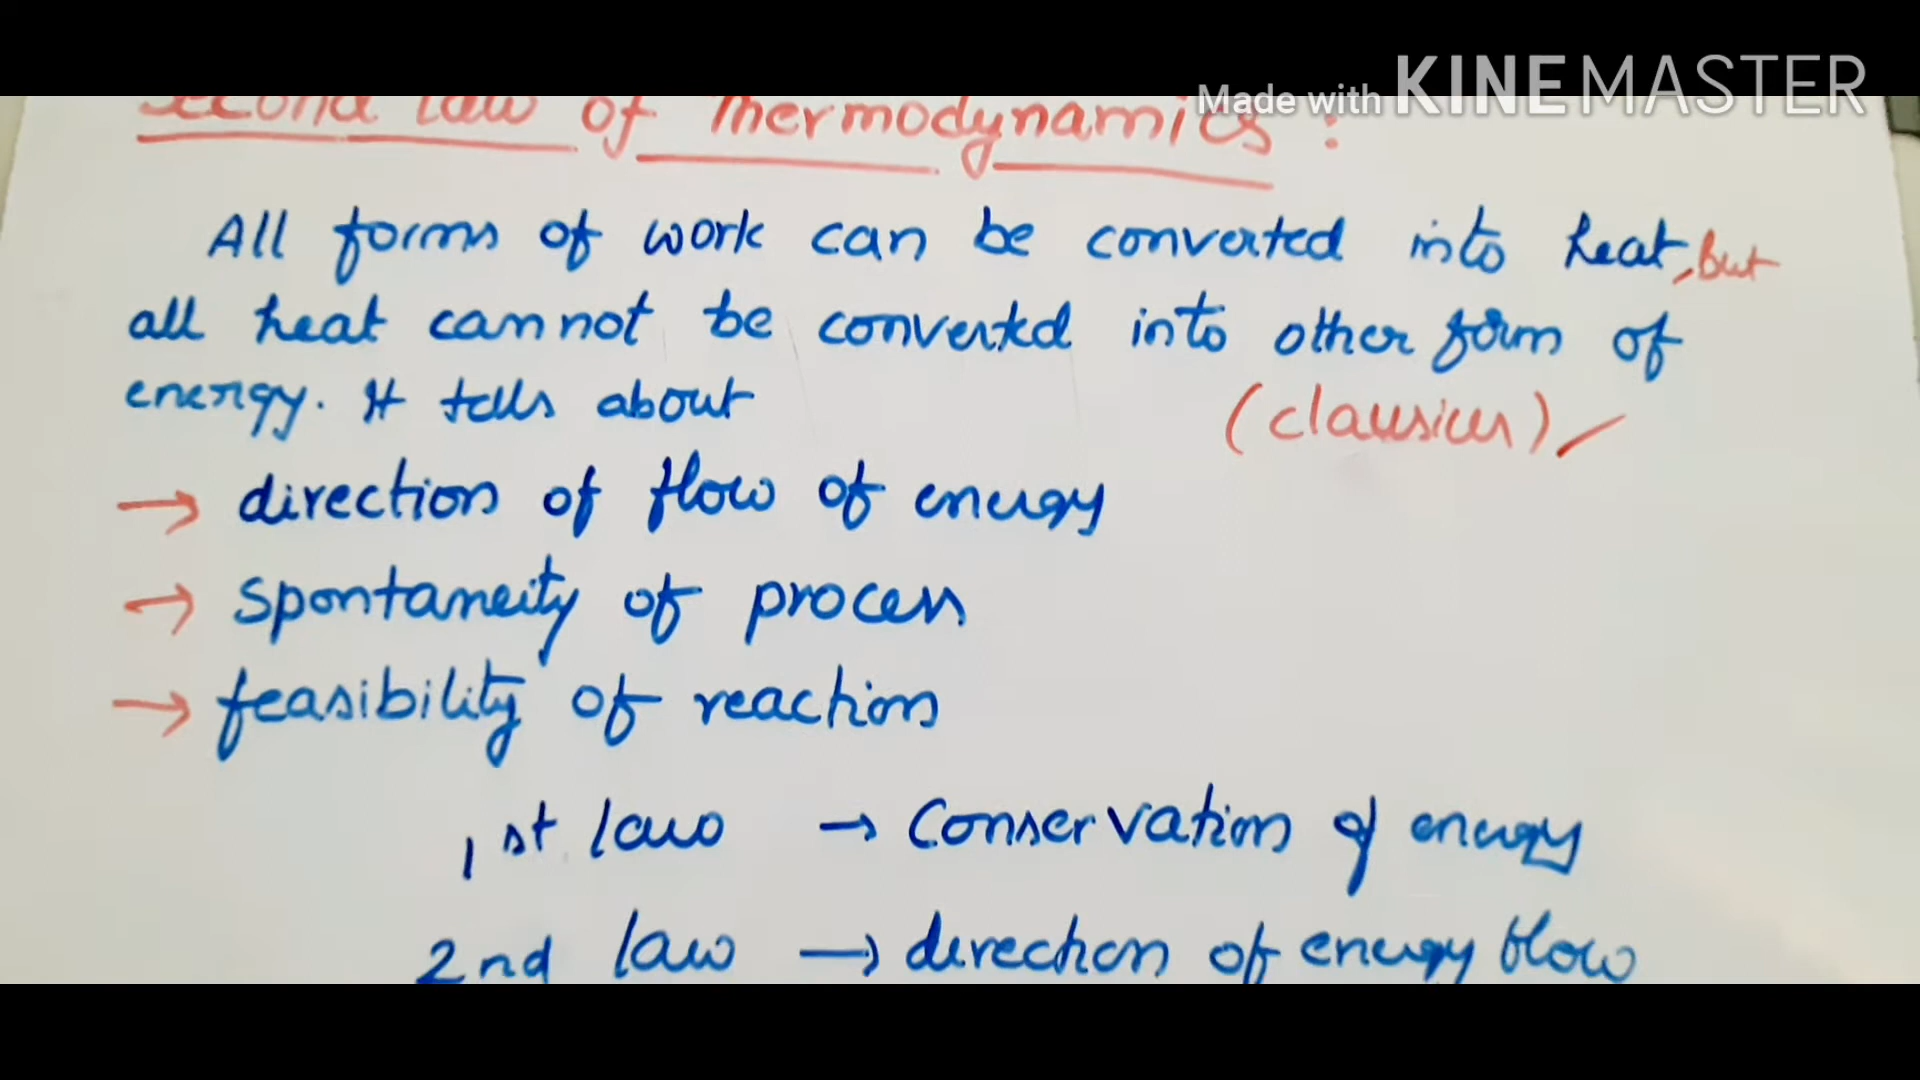 Made with KINEMASTER
Second law of Thermodynamics :
All forms of work can be converted into heat, but
all heat cannot be converted into other form of
energy. It tells about
(clausius)
→ direction of flow of energy
→ spontaneity of process
→ feasibility of reaction
1st law → Conservation of energy
2nd law → direction of energy flow